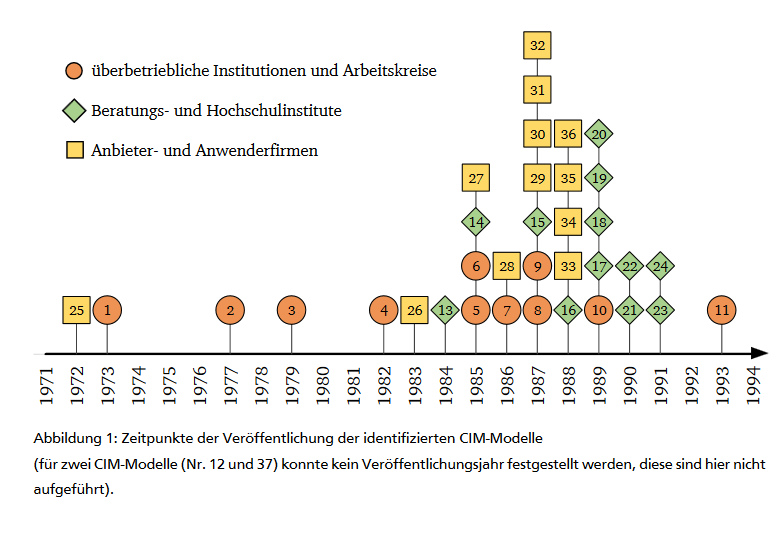 32
überbetriebliche Institutionen und Arbeitskreise
31
Beratungs- und Hochschulinstitute
30 36 20
Anbieter- und Anwenderfirmen
27 29 35 19
14 15 34 18
6 28 9 33 17 22 24
25 1 2 3 4 26 13 5 7 8 16 10 21 23 11
1971 1972 1973 1974 1975 1976 1977 1978 1979 1980 1981 1982 1983 1984 1985 1986 1987 1988 1989 1990 1991 1992 1993 1994
Abbildung 1: Zeitpunkte der Veröffentlichung der identifizierten CIM-Modelle
(für zwei CIM-Modelle (Nr. 12 und 37) konnte kein Veröffentlichungsjahr festgestellt werden, diese sind hier nicht
aufgeführt).